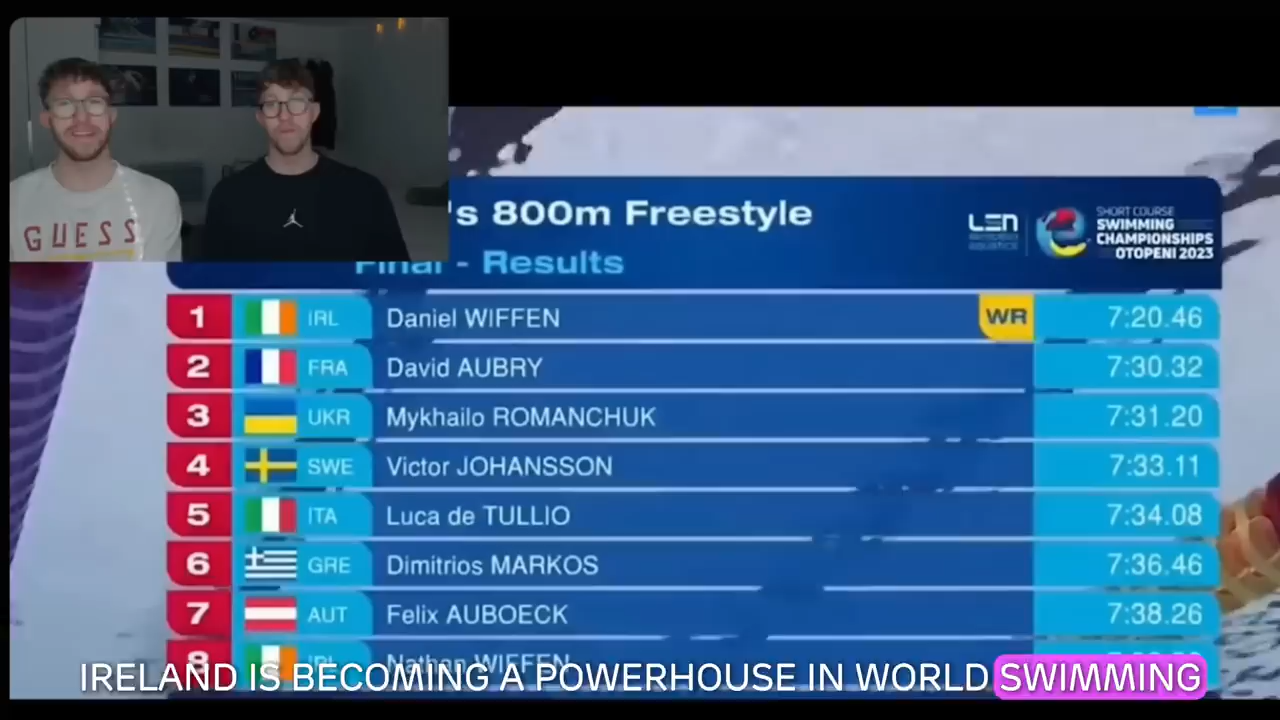 GUESS
's 800m Freestyle
Final - Results
LEN
SHORT COURSE
SWIMMING
CHAMPIONSHIPS
OTOPENI 2023
1 IRL Daniel WIFFEN WR 7:20.46
2 FRA David AUBRY 7:30.32
3 UKR Mykhailo ROMANCHUK 7:31.20
4 SWE Victor JOHANSSON 7:33.11
5 ITA Luca de TULLIO 7:34.08
6 GRE Dimitrios MARKOS 7:36.46
7 AUT Felix AUBOECK 7:38.26
8 IRL Nathan WIFFEN
IRELAND IS BECOMING A POWERHOUSE IN WORLD SWIMMING